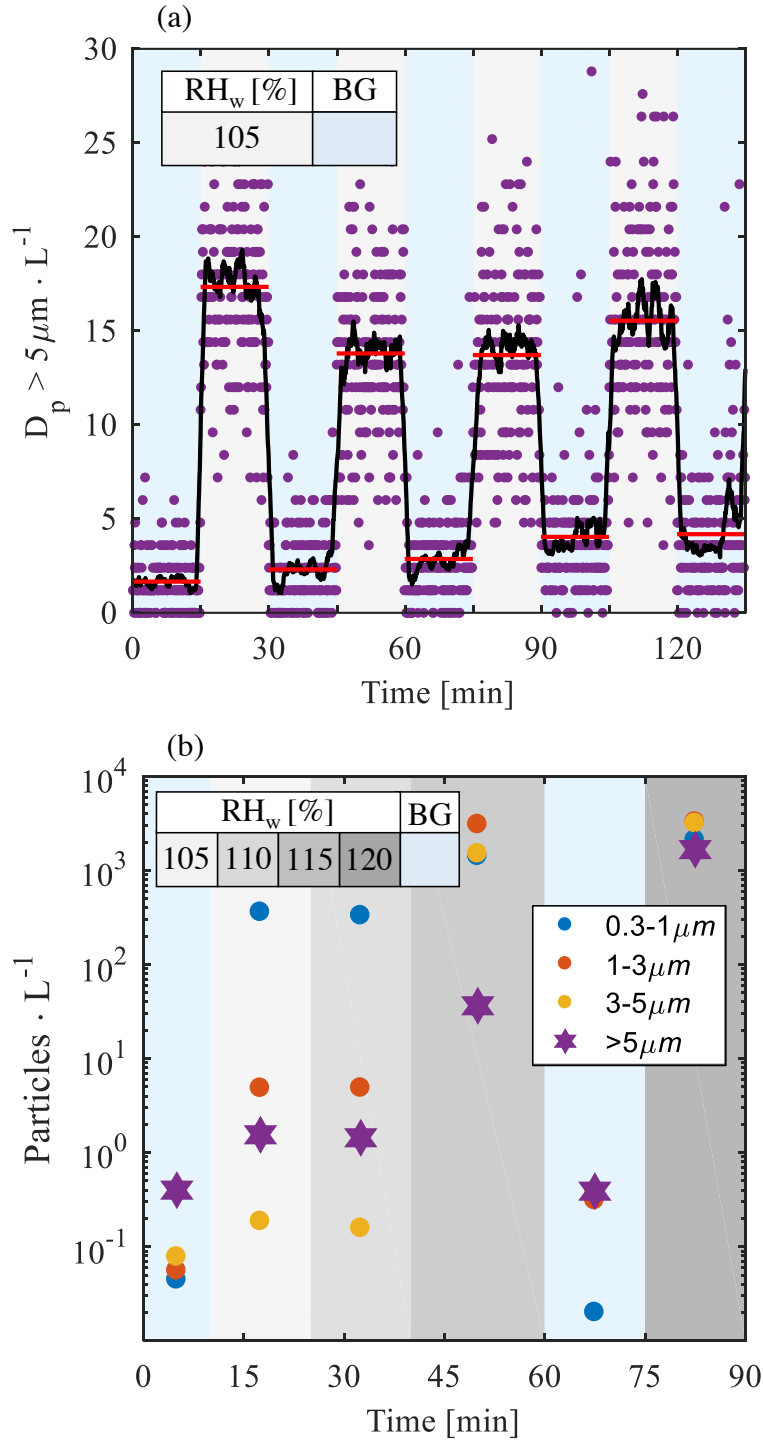 (a)
30
25
20
15
10
5
0
D_p > 5 μm · L^-1
RH_w [%] BG
105
0 30 60 90 120
Time [min]
(b)
10^4
10^3
10^2
10^1
10^0
10^-1
Particles · L^-1
RH_w [%] BG
105 110 115 120
0.3-1μm
1-3μm
3-5μm
>5μm
0 15 30 45 60 75 90
Time [min]